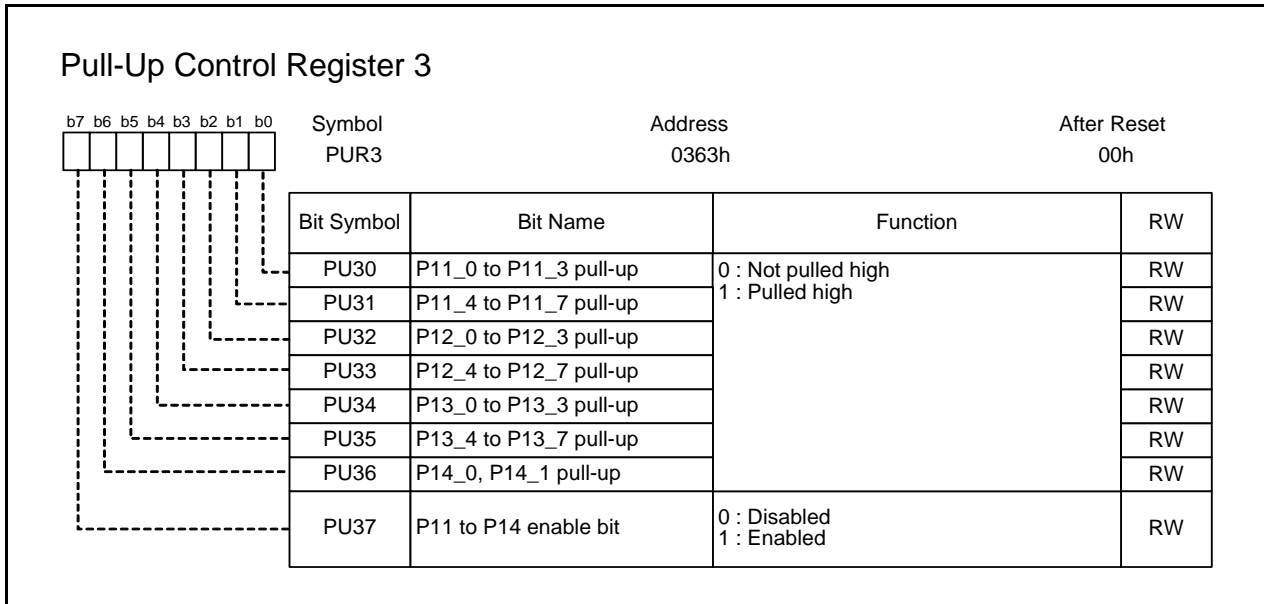 Pull-Up Control Register 3
b7 b6 b5 b4 b3 b2 b1 b0 Symbol Address After Reset
PUR3 0363h 00h
Bit Symbol Bit Name Function RW
PU30 P11_0 to P11_3 pull-up 0 : Not pulled high RW
1 : Pulled high
PU31 P11_4 to P11_7 pull-up RW
PU32 P12_0 to P12_3 pull-up RW
PU33 P12_4 to P12_7 pull-up RW
PU34 P13_0 to P13_3 pull-up RW
PU35 P13_4 to P13_7 pull-up RW
PU36 P14_0, P14_1 pull-up RW
PU37 P11 to P14 enable bit 0 : Disabled RW
1 : Enabled